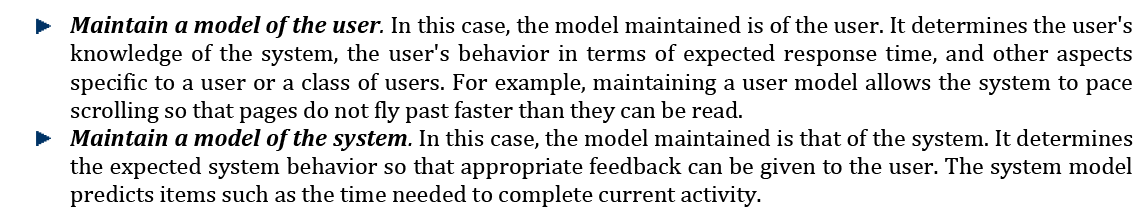 ► Maintain a model of the user. In this case, the model maintained is of the user. It determines the user's
knowledge of the system, the user's behavior in terms of expected response time, and other aspects
specific to a user or a class of users. For example, maintaining a user model allows the system to pace
scrolling so that pages do not fly past faster than they can be read.
► Maintain a model of the system. In this case, the model maintained is that of the system. It determines
the expected system behavior so that appropriate feedback can be given to the user. The system model
predicts items such as the time needed to complete current activity.